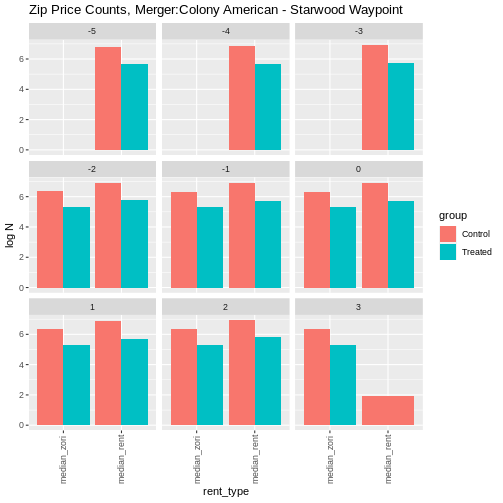 Zip Price Counts, Merger:Colony American - Starwood Waypoint
-5 -4 -3
6
4
2
0
-2 -1 0
6
4
2
0
1 2 3
6
4
2
0
log N
group
Control
Treated
median_zori median_rent median_zori median_rent median_zori median_rent
rent_type